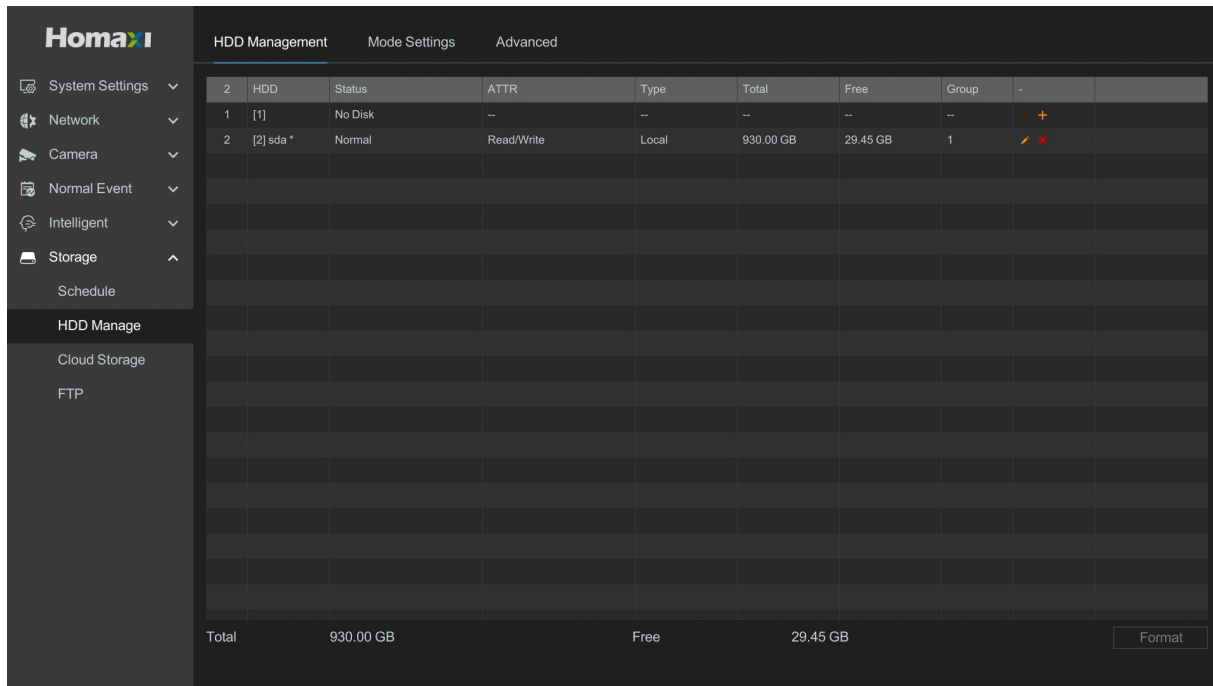 Homaxi
HDD Management Mode Settings Advanced
System Settings
Network
Camera
Normal Event
Intelligent
Storage
Schedule
HDD Manage
Cloud Storage
FTP
2 HDD Status ATTR Type Total Free Group -
1 [1] No Disk -- -- -- -- -- +
2 [2] sda * Normal Read/Write Local 930.00 GB 29.45 GB 1
Total 930.00 GB Free 29.45 GB Format